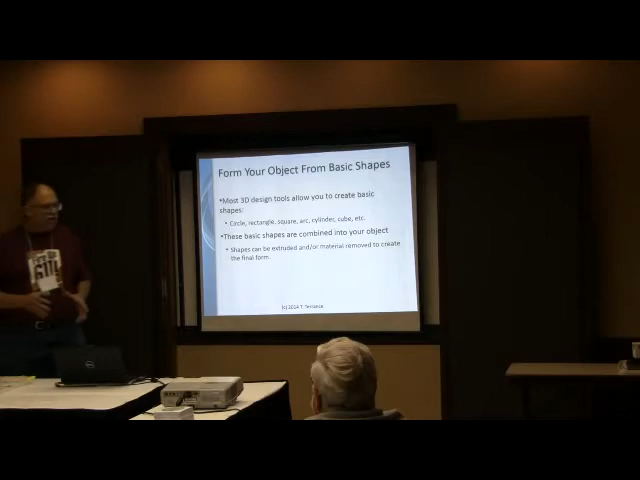 Form Your Object From Basic Shapes
•Most 3D design tools allow you to create basic
shapes:
• Circle, rectangle, square, arc, cylinder, cube, etc.
•These basic shapes are combined into your object
• Shapes can be extruded and/or material removed to create
the final form.
(c) 2014 T.